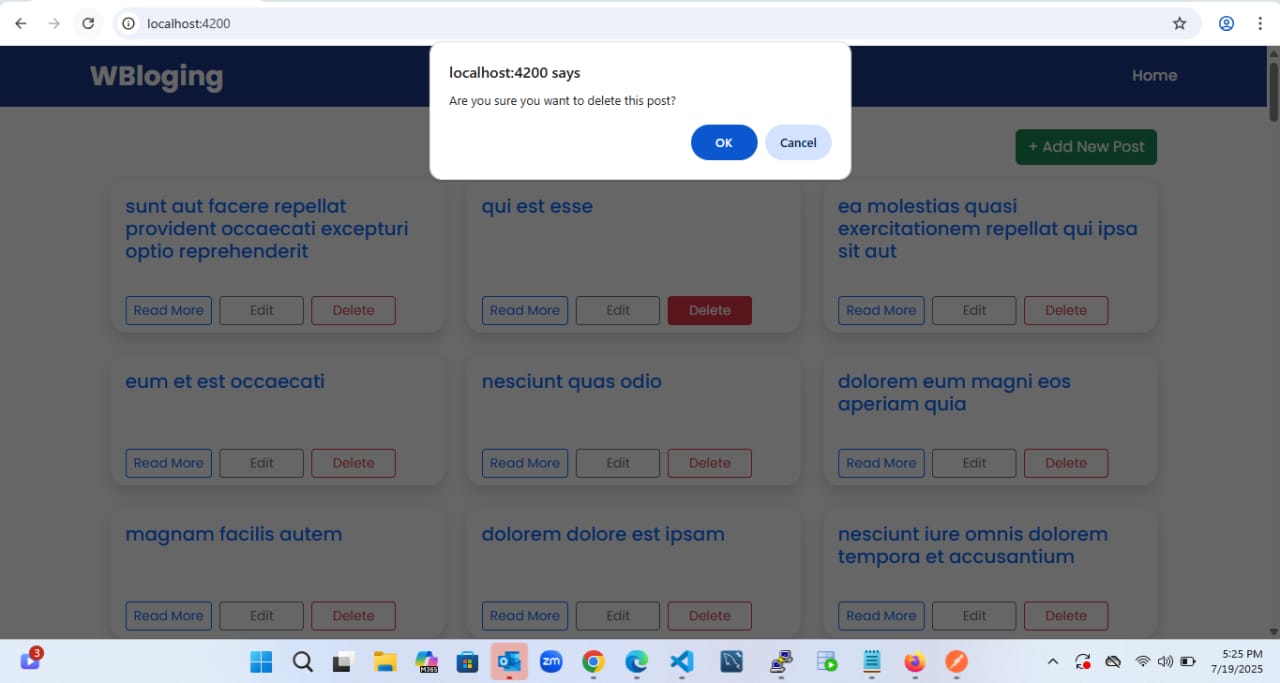 localhost:4200
localhost:4200 says
Are you sure you want to delete this post?
OK Cancel
WBloging Home
+ Add New Post
sunt aut facere repellat
provident occaecati excepturi
optio reprehenderit
Read More Edit Delete
qui est esse
Read More Edit Delete
ea molestias quasi
exercitationem repellat qui ipsa
sit aut
Read More Edit Delete
eum et est occaecati
Read More Edit Delete
nesciunt quas odio
Read More Edit Delete
dolorem eum magni eos
aperiam quia
Read More Edit Delete
magnam facilis autem
Read More Edit Delete
dolorem dolore est ipsam
Read More Edit Delete
nesciunt iure omnis dolorem
tempora et accusantium
Read More Edit Delete
3
M365
zm
5:25 PM
7/19/2025